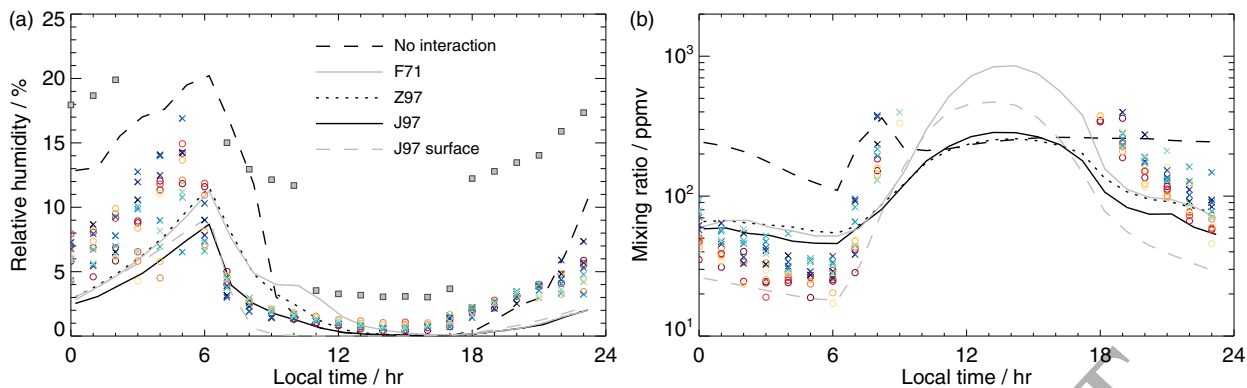 (a)
25
20
15
10
5
0
Relative humidity / %
0 6 12 18 24
Local time / hr
No interaction
F71
Z97
J97
J97 surface
(b)
10³
10²
10¹
Mixing ratio / ppmv
0 6 12 18 24
Local time / hr
T